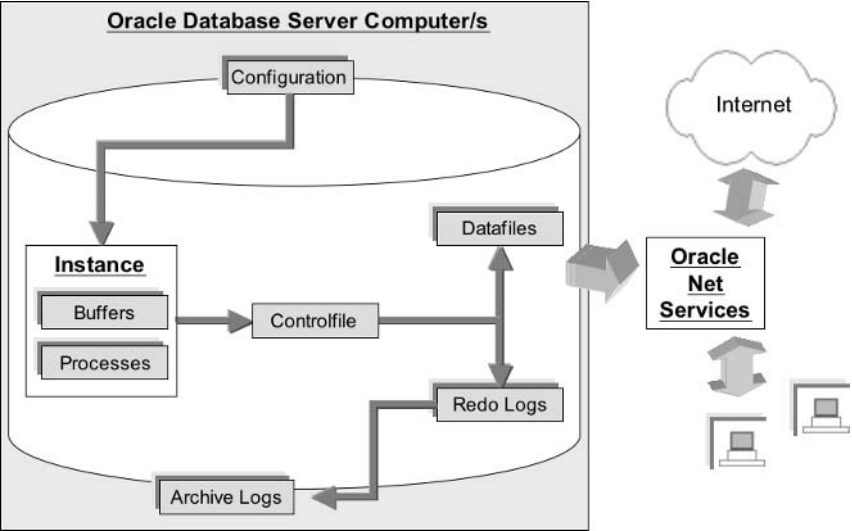 Oracle Database Server Computer/s
Configuration
Internet
Datafiles
Instance
Buffers
Processes
Controlfile
Oracle
Net
Services
Redo Logs
Archive Logs